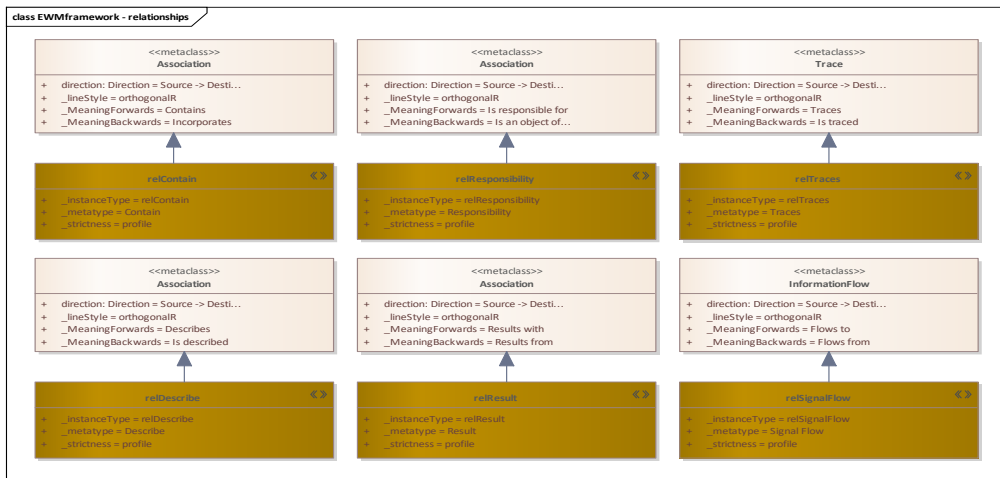 class EWMframework - relationships
<<metaclass>>
Association
+ direction: Direction = Source -> Desti...
+ _lineStyle = orthogonalR
+ _MeaningForwards = Contains
+ _MeaningBackwards = Incorporates
<<metaclass>>
Association
+ direction: Direction = Source -> Desti...
+ _lineStyle = orthogonalR
+ _MeaningForwards = Is responsible for
+ _MeaningBackwards = Is an object of...
<<metaclass>>
Trace
+ direction: Direction = Source -> Desti...
+ _lineStyle = orthogonalR
+ _MeaningForwards = Traces
+ _MeaningBackwards = Is traced
relContain «»
+ _instanceType = relContain
+ _metatype = Contain
+ _strictness = profile
relResponsibility «»
+ _instanceType = relResponsibility
+ _metatype = Responsibility
+ _strictness = profile
relTraces «»
+ _instanceType = relTraces
+ _metatype = Traces
+ _strictness = profile
<<metaclass>>
Association
+ direction: Direction = Source -> Desti...
+ _lineStyle = orthogonalR
+ _MeaningForwards = Describes
+ _MeaningBackwards = Is described
<<metaclass>>
Association
+ direction: Direction = Source -> Desti...
+ _lineStyle = orthogonalR
+ _MeaningForwards = Results with
+ _MeaningBackwards = Results from
<<metaclass>>
InformationFlow
+ direction: Direction = Source -> Desti...
+ _lineStyle = orthogonalR
+ _MeaningForwards = Flows to
+ _MeaningBackwards = Flows from
relDescribe «»
+ _instanceType = relDescribe
+ _metatype = Describe
+ _strictness = profile
relResult «»
+ _instanceType = relResult
+ _metatype = Result
+ _strictness = profile
relSignalFlow «»
+ _instanceType = relSignalFlow
+ _metatype = Signal Flow
+ _strictness = profile